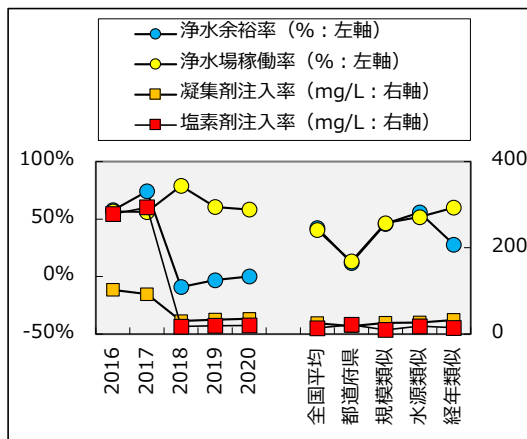 浄水余裕率（%：左軸）
浄水場稼働率（%：左軸）
凝集剤注入率（mg/L：右軸）
塩素剤注入率（mg/L：右軸）
100%
50%
0%
-50%
400
200
0
2016
2017
2018
2019
2020
全国平均
都道府県
規模類似
水源類似
経年類似